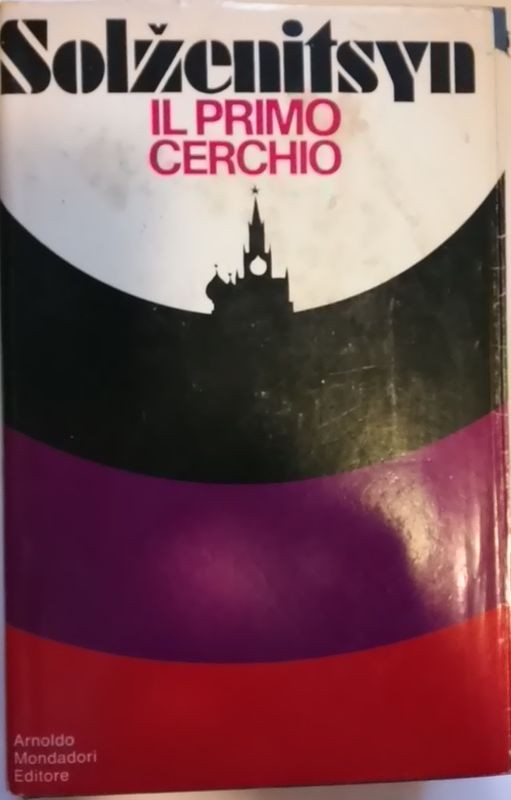 Solženitsyn
IL PRIMO
CERCHIO
Arnoldo
Mondadori
Editore